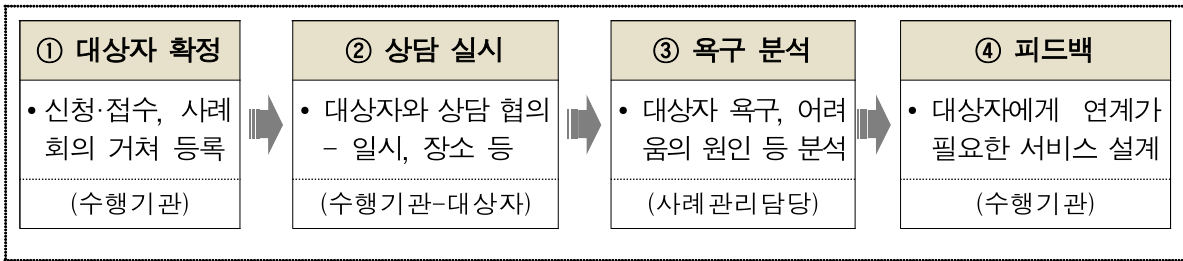 ① 대상자 확정
• 신청·접수, 사례
회의 거쳐 등록
(수행기관)
② 상담 실시
• 대상자와 상담 협의
- 일시, 장소 등
(수행기관-대상자)
③ 욕구 분석
• 대상자 욕구, 어려
움의 원인 등 분석
(사례관리담당)
④ 피드백
• 대상자에게 연계가
필요한 서비스 설계
(수행기관)